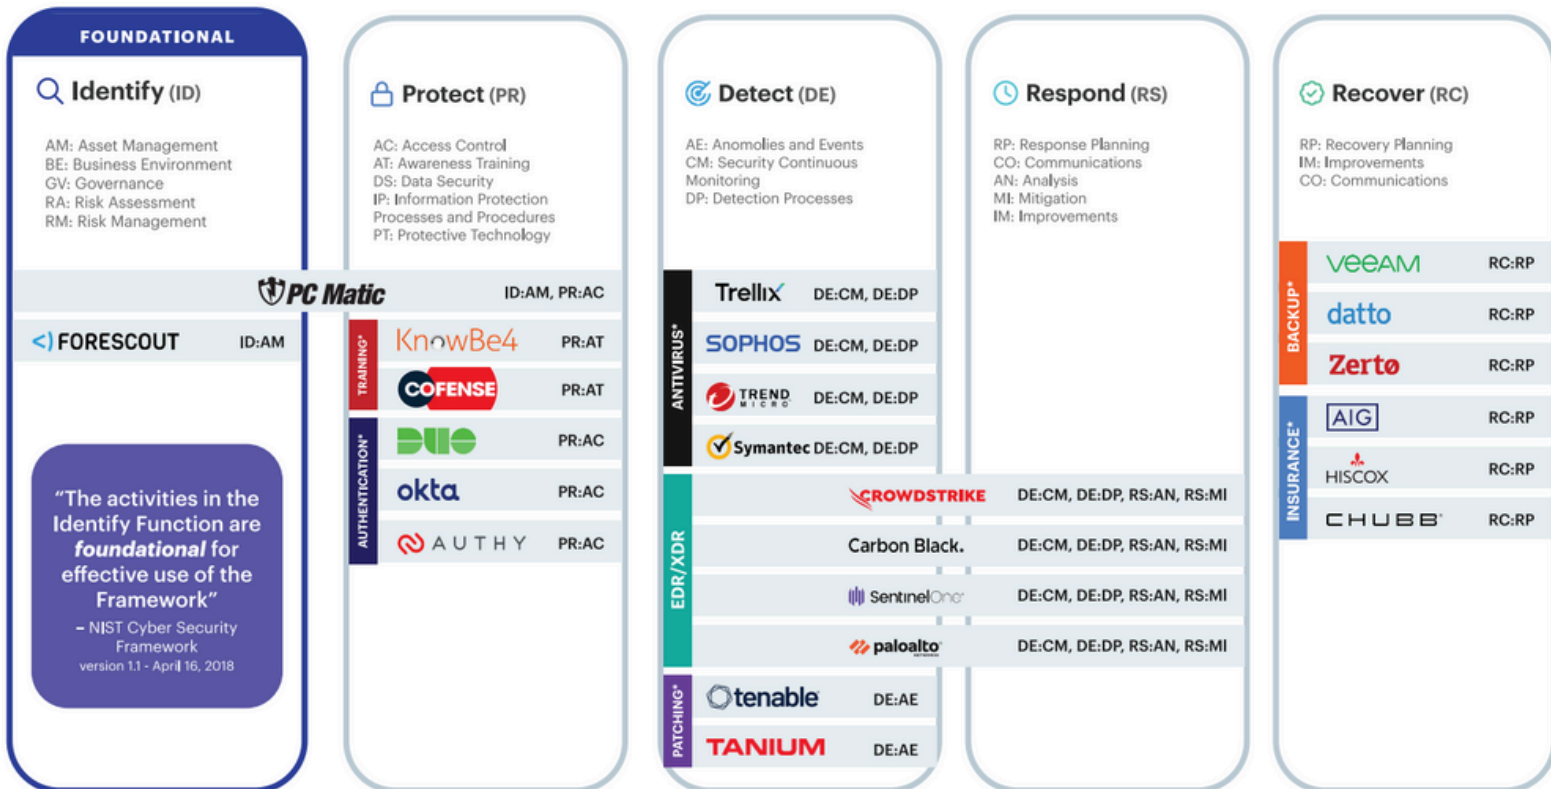 FOUNDATIONAL
Identify (ID)
AM: Asset Management
BE: Business Environment
GV: Governance
RA: Risk Assessment
RM: Risk Management
Protect (PR)
AC: Access Control
AT: Awareness Training
DS: Data Security
IP: Information Protection
Processes and Procedures
PT: Protective Technology
Detect (DE)
AE: Anomolies and Events
CM: Security Continuous
Monitoring
DP: Detection Processes
Respond (RS)
RP: Response Planning
CO: Communications
AN: Analysis
MI: Mitigation
IM: Improvements
Recover (RC)
RP: Recovery Planning
IM: Improvements
CO: Communications
PC Matic ID:AM, PR:AC
FORESCOUT ID:AM
"The activities in the
Identify Function are
foundational for
effective use of the
Framework"
– NIST Cyber Security
Framework
version 1.1 - April 16, 2018
TRAINING*
KnowBe4 PR:AT
COFENSE PR:AT
AUTHENTICATION*
DUO PR:AC
okta PR:AC
AUTHY PR:AC
ANTIVIRUS*
Trellix DE:CM, DE:DP
SOPHOS DE:CM, DE:DP
TREND MICRO DE:CM, DE:DP
Symantec DE:CM, DE:DP
EDR/XDR
CROWDSTRIKE DE:CM, DE:DP, RS:AN, RS:MI
Carbon Black. DE:CM, DE:DP, RS:AN, RS:MI
SentinelOne DE:CM, DE:DP, RS:AN, RS:MI
paloalto NETWORKS DE:CM, DE:DP, RS:AN, RS:MI
PATCHING*
tenable DE:AE
TANIUM DE:AE
BACKUP*
veeAM RC:RP
datto RC:RP
Zertø RC:RP
INSURANCE*
AIG RC:RP
HISCOX RC:RP
CHUBB RC:RP